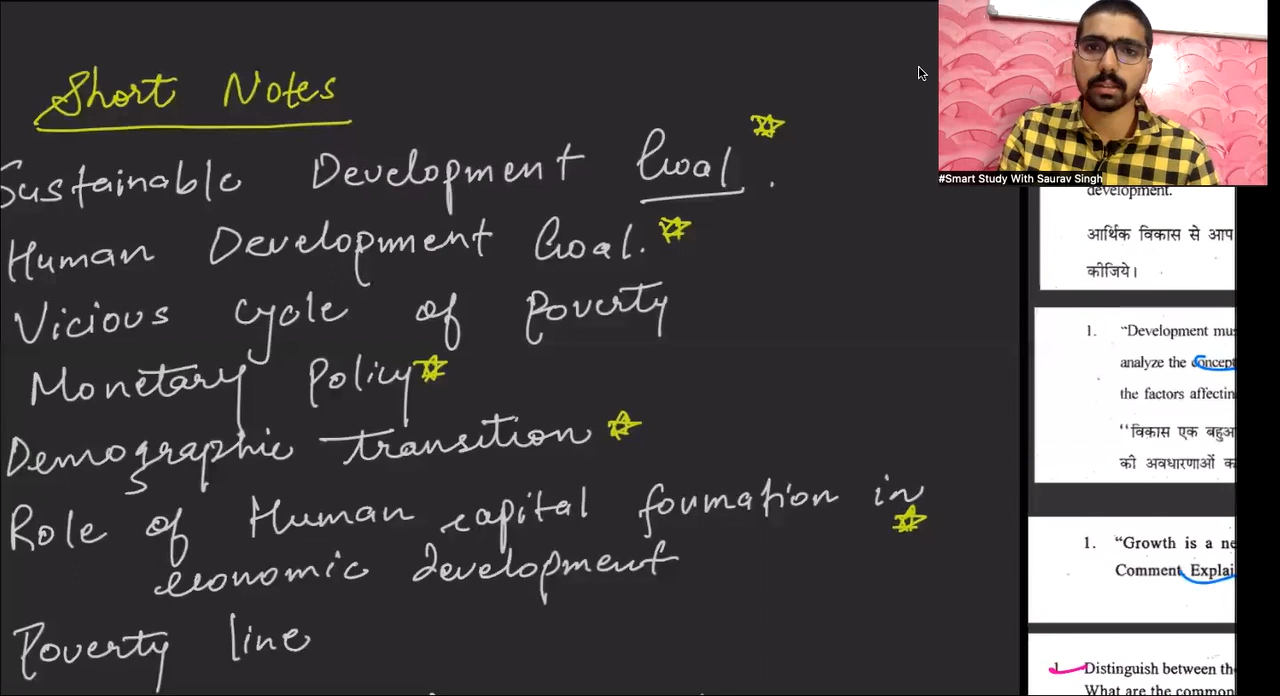 Short Notes
Sustainable Development Goal.
Human Development Goal.
Vicious cycle of Poverty
Monetary Policy
Demographic transition
Role of Human capital formation in
economic development
Poverty line
#Smart Study With Saurav Singh
development.
आर्थिक विकास से आप
कीजिये।
1. "Development mu
analyze the concept
the factors affectin
"विकास एक बहुआ
की अवधारणाओं क
1. "Growth is a ne
Comment Explai
1. Distinguish between th
What are the common